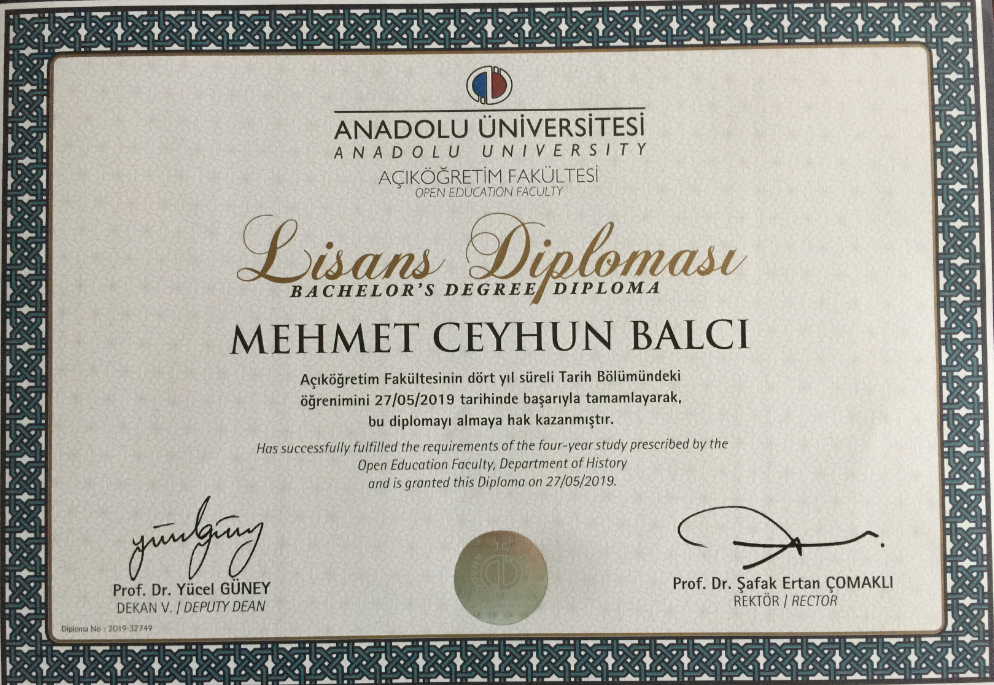 ANADOLU ÜNİVERSİTESİ
ANADOLU UNIVERSITY
AÇIKÖĞRETİM FAKÜLTESİ
OPEN EDUCATION FACULTY
Lisans Diploması
BACHELOR'S DEGREE DIPLOMA
MEHMET CEYHUN BALCI
Açıköğretim Fakültesinin dört yıl süreli Tarih Bölümündeki
öğrenimini 27/05/2019 tarihinde başarıyla tamamlayarak,
bu diplomayı almaya hak kazanmıştır.
Has successfully fulfilled the requirements of the four-year study prescribed by the
Open Education Faculty, Department of History
and is granted this Diploma on 27/05/2019.
Prof. Dr. Yücel GÜNEY
DEKAN V. / DEPUTY DEAN
Prof. Dr. Şafak Ertan ÇOMAKLI
REKTÖR / RECTOR
Diploma No : 2019-32749